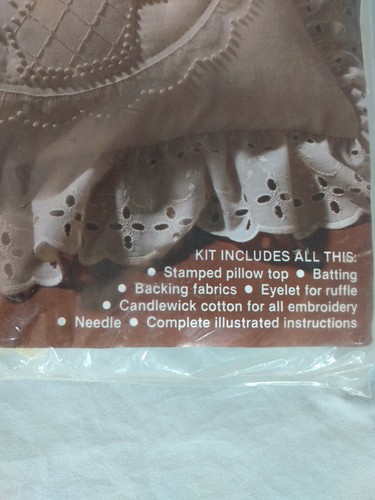 KIT INCLUDES ALL THIS:
• Stamped pillow top • Batting
• Backing fabrics • Eyelet for ruffle
• Candlewick cotton for all embroidery
• Needle • Complete illustrated instructions